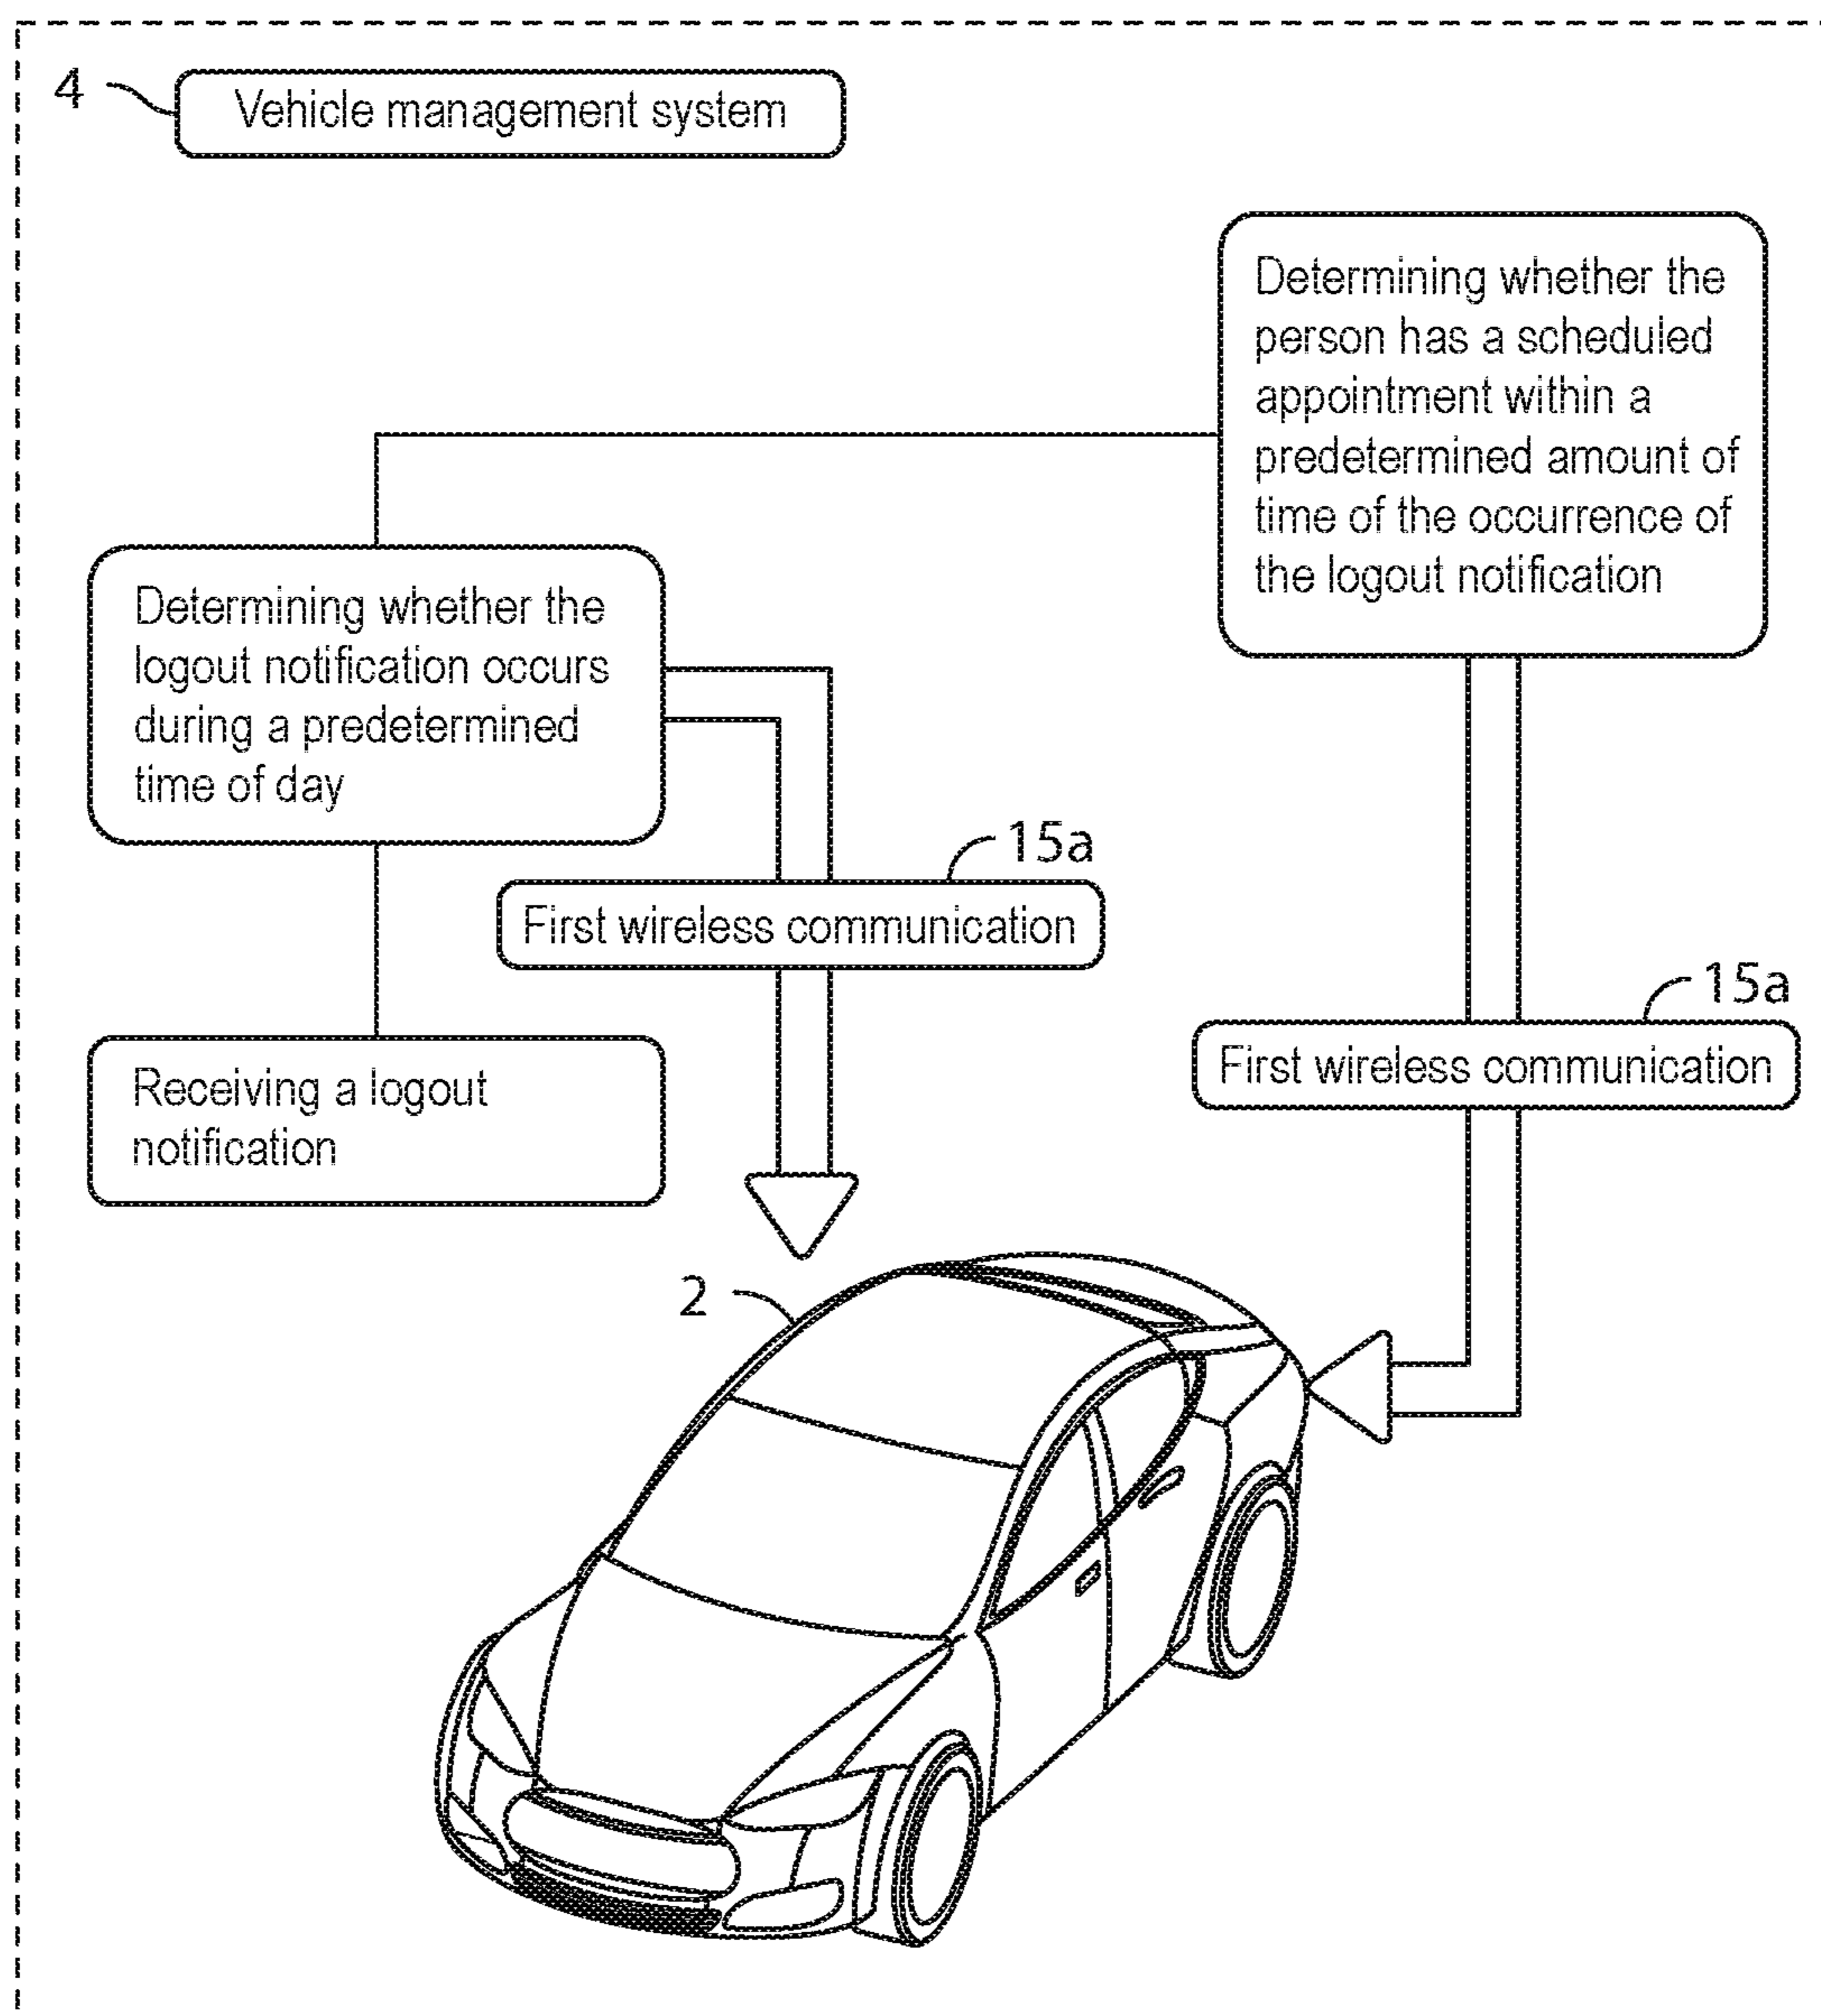 4
Vehicle management system
Determining whether the
person has a scheduled
appointment within a
predetermined amount of
time of the occurrence of
the logout notification
Determining whether the
logout notification occurs
during a predetermined
time of day
15a
First wireless communication
15a
First wireless communication
Receiving a logout
notification
2